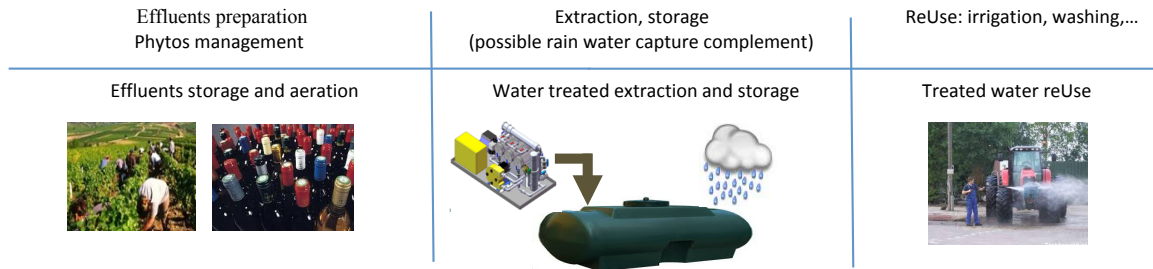 Effluents preparation
Phytos management
Extraction, storage
(possible rain water capture complement)
ReUse: irrigation, washing,...
Effluents storage and aeration
Water treated extraction and storage
Treated water reUse